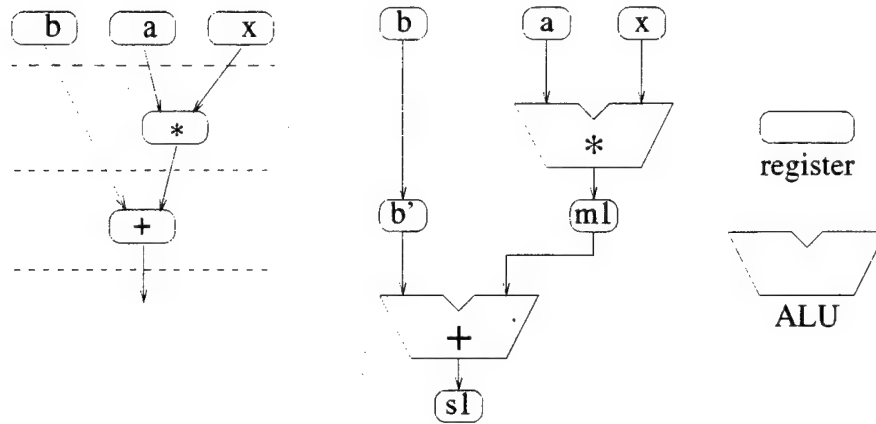 b a x
*
+
b a x
*
b' m1
+
s1
register
ALU